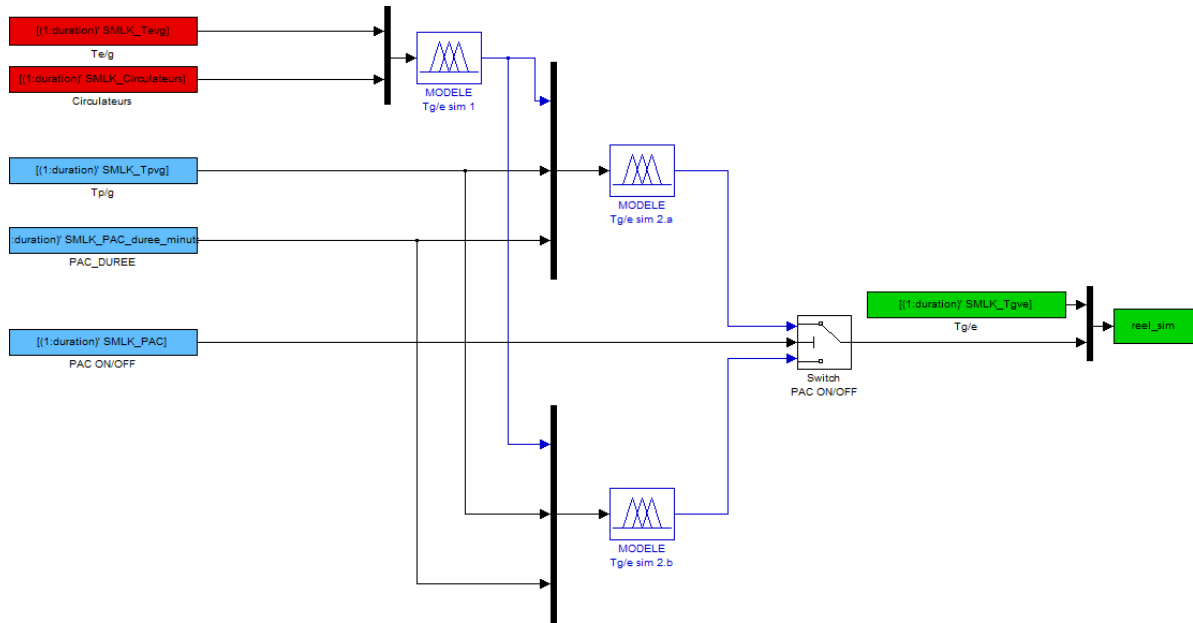 [(1:duration)' SMLK_Tevg]
Te/g
[(1:duration)' SMLK_Circulateurs]
Circulateurs
MODELE
Tg/e sim 1
[(1:duration)' SMLK_Tpvg]
Tp/g
MODELE
Tg/e sim 2.a
:duration)' SMLK_PAC_duree_minute
PAC_DUREE
[(1:duration)' SMLK_Tgve]
Tg/e
reel_sim
[(1:duration)' SMLK_PAC]
PAC ON/OFF
Switch
PAC ON/OFF
MODELE
Tg/e sim 2.b